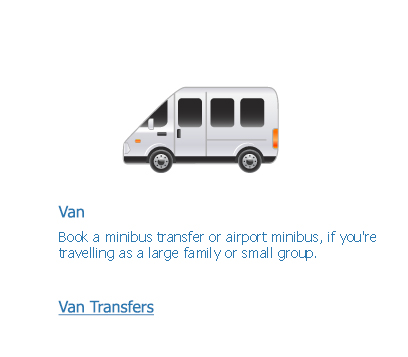 Van
Book a minibus transfer or airport minibus, if you're
travelling as a large family or small group.
Van Transfers